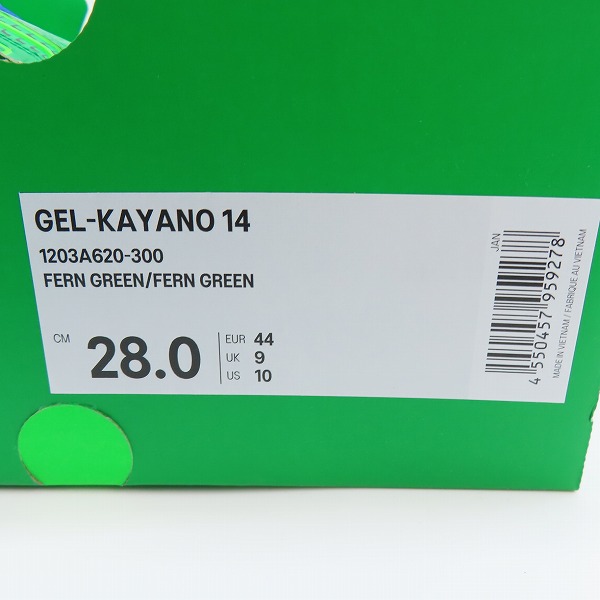 GEL-KAYANO 14
1203A620-300
FERN GREEN/FERN GREEN
CM
28.0
EUR 44
UK 9
US 10
JAN
4 550457 959278
MADE IN VIETNAM / FABRIQUE AU VIETNAM